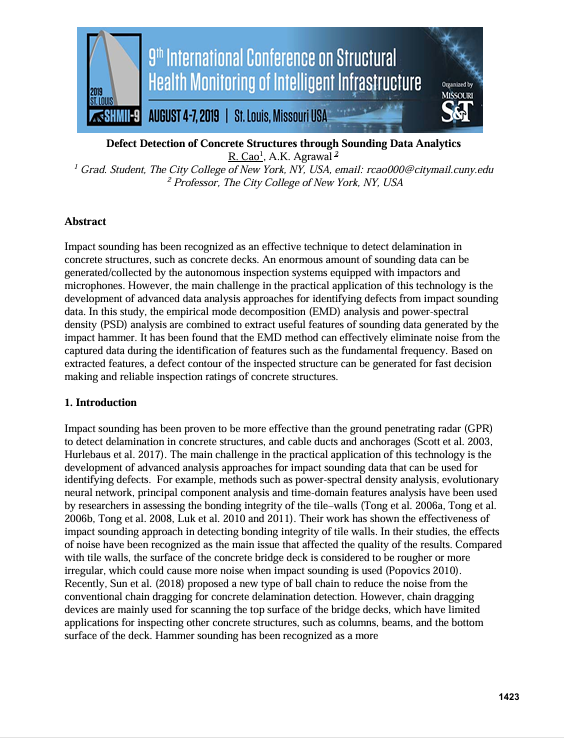 9th International Conference on Structural
Health Monitoring of Intelligent Infrastructure
Organized by
MISSOURI
S&T
2019
ST. LOUIS
SHMII-9
AUGUST 4-7, 2019 | St. Louis, Missouri USA
Defect Detection of Concrete Structures through Sounding Data Analytics
R. Cao1, A.K. Agrawal 2
1 Grad. Student, The City College of New York, NY, USA, email: rcao000@citymail.cuny.edu
2 Professor, The City College of New York, NY, USA
Abstract
Impact sounding has been recognized as an effective technique to detect delamination in
concrete structures, such as concrete decks. An enormous amount of sounding data can be
generated/collected by the autonomous inspection systems equipped with impactors and
microphones. However, the main challenge in the practical application of this technology is the
development of advanced data analysis approaches for identifying defects from impact sounding
data. In this study, the empirical mode decomposition (EMD) analysis and power-spectral
density (PSD) analysis are combined to extract useful features of sounding data generated by the
impact hammer. It has been found that the EMD method can effectively eliminate noise from the
captured data during the identification of features such as the fundamental frequency. Based on
extracted features, a defect contour of the inspected structure can be generated for fast decision
making and reliable inspection ratings of concrete structures.
1. Introduction
Impact sounding has been proven to be more effective than the ground penetrating radar (GPR)
to detect delamination in concrete structures, and cable ducts and anchorages (Scott et al. 2003,
Hurlebaus et al. 2017). The main challenge in the practical application of this technology is the
development of advanced analysis approaches for impact sounding data that can be used for
identifying defects.  For example, methods such as power-spectral density analysis, evolutionary
neural network, principal component analysis and time-domain features analysis have been used
by researchers in assessing the bonding integrity of the tile–walls (Tong et al. 2006a, Tong et al.
2006b, Tong et al. 2008, Luk et al. 2010 and 2011). Their work has shown the effectiveness of
impact sounding approach in detecting bonding integrity of tile walls. In their studies, the effects
of noise have been recognized as the main issue that affected the quality of the results. Compared
with tile walls, the surface of the concrete bridge deck is considered to be rougher or more
irregular, which could cause more noise when impact sounding is used (Popovics 2010).
Recently, Sun et al. (2018) proposed a new type of ball chain to reduce the noise from the
conventional chain dragging for concrete delamination detection. However, chain dragging
devices are mainly used for scanning the top surface of the bridge decks, which have limited
applications for inspecting other concrete structures, such as columns, beams, and the bottom
surface of the deck. Hammer sounding has been recognized as a more
1423